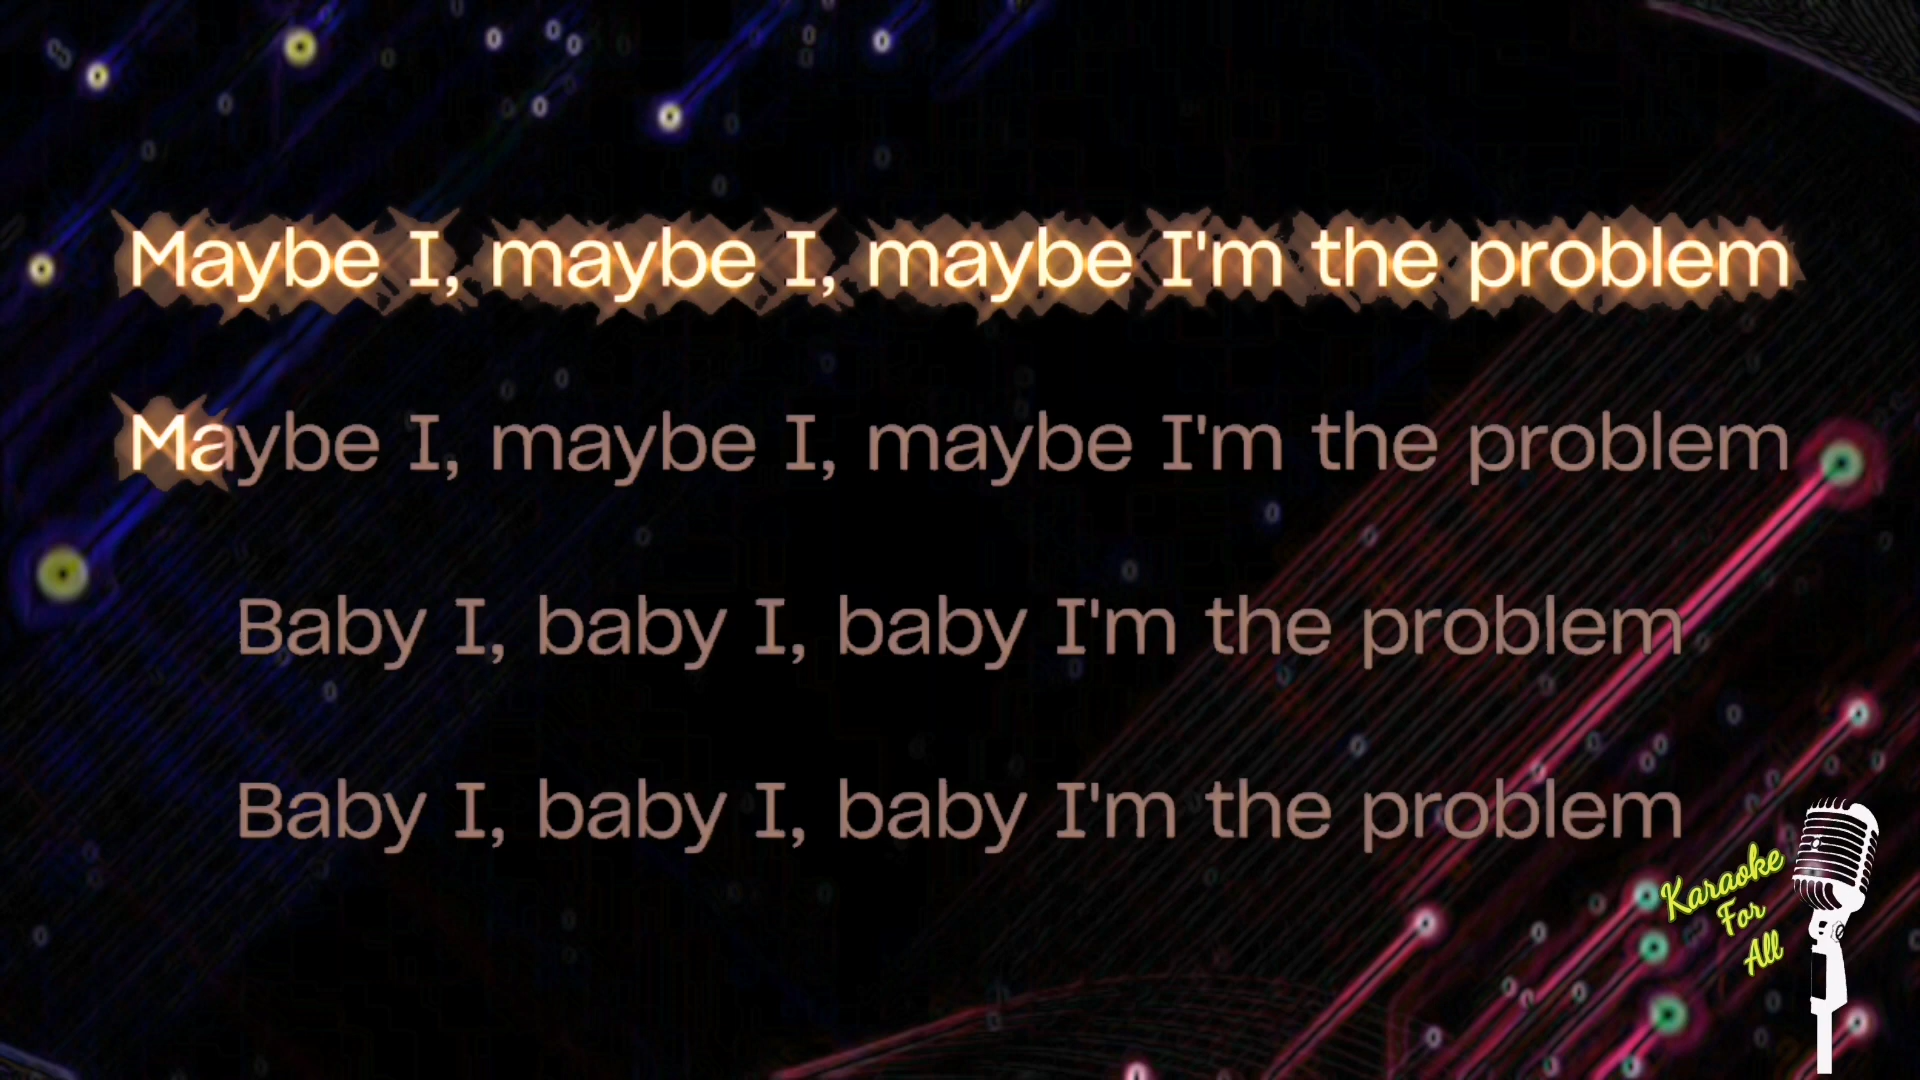 Maybe I, maybe I, maybe I'm the problem
Maybe I, maybe I, maybe I'm the problem
Baby I, baby I, baby I'm the problem
Baby I, baby I, baby I'm the problem
Karaoke
For
All